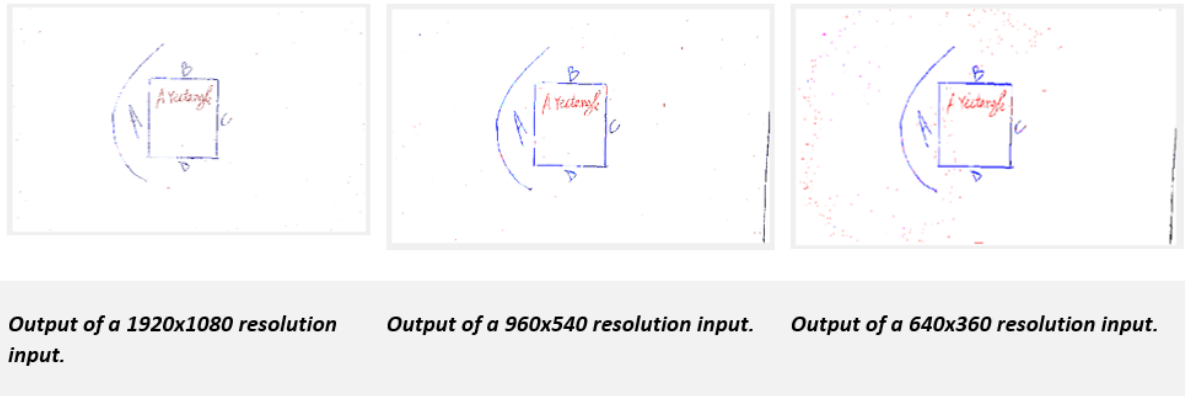 B
A rectangle
A
C
D
B
A rectangle
A
C
D
B
A rectangle
A
C
D
Output of a 1920x1080 resolution
input.
Output of a 960x540 resolution input.
Output of a 640x360 resolution input.